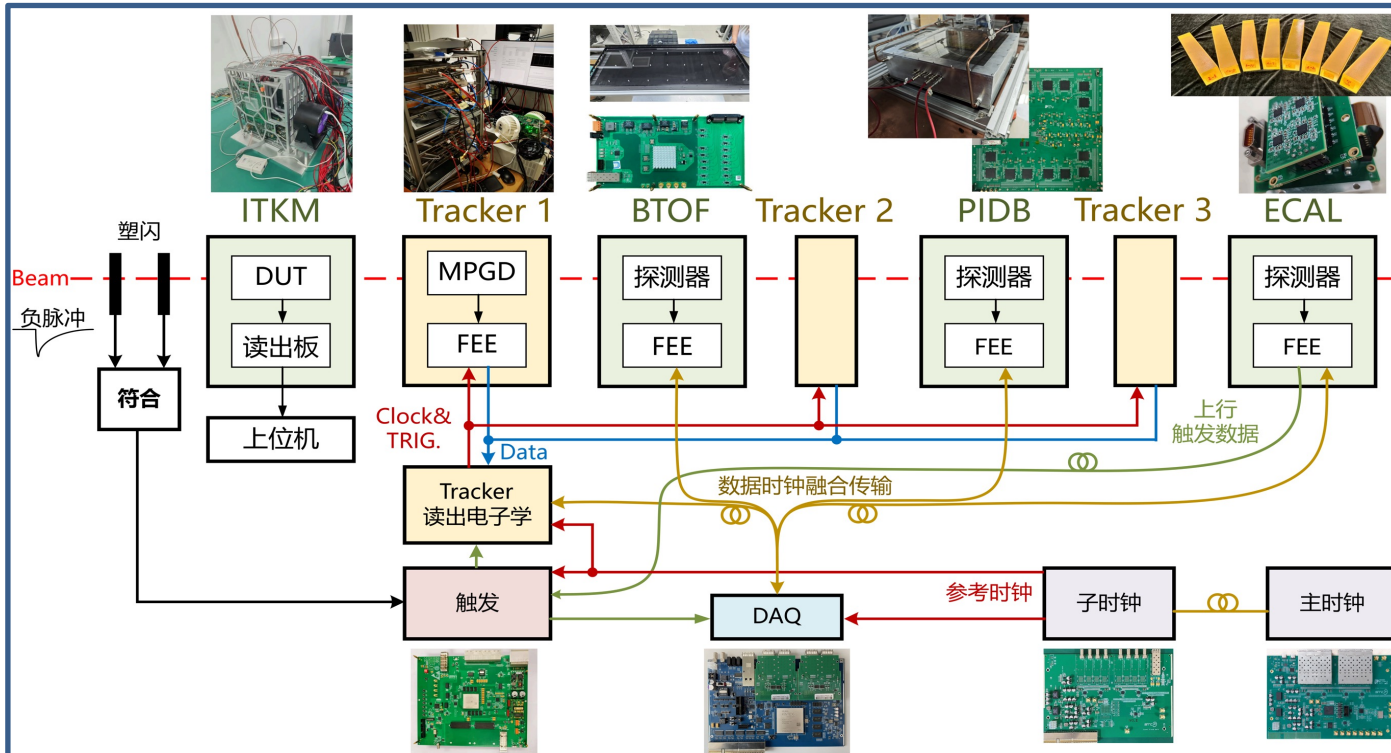 ITKM
Tracker 1
BTOF
Tracker 2
PIDB
Tracker 3
ECAL
塑闪
Beam
负脉冲
DUT
读出板
MPGD
FEE
探测器
FEE
探测器
FEE
探测器
FEE
符合
上位机
Clock&
TRIG.
Data
上行
触发数据
Tracker
读出电子学
数据时钟融合传输
触发
DAQ
参考时钟
子时钟
主时钟